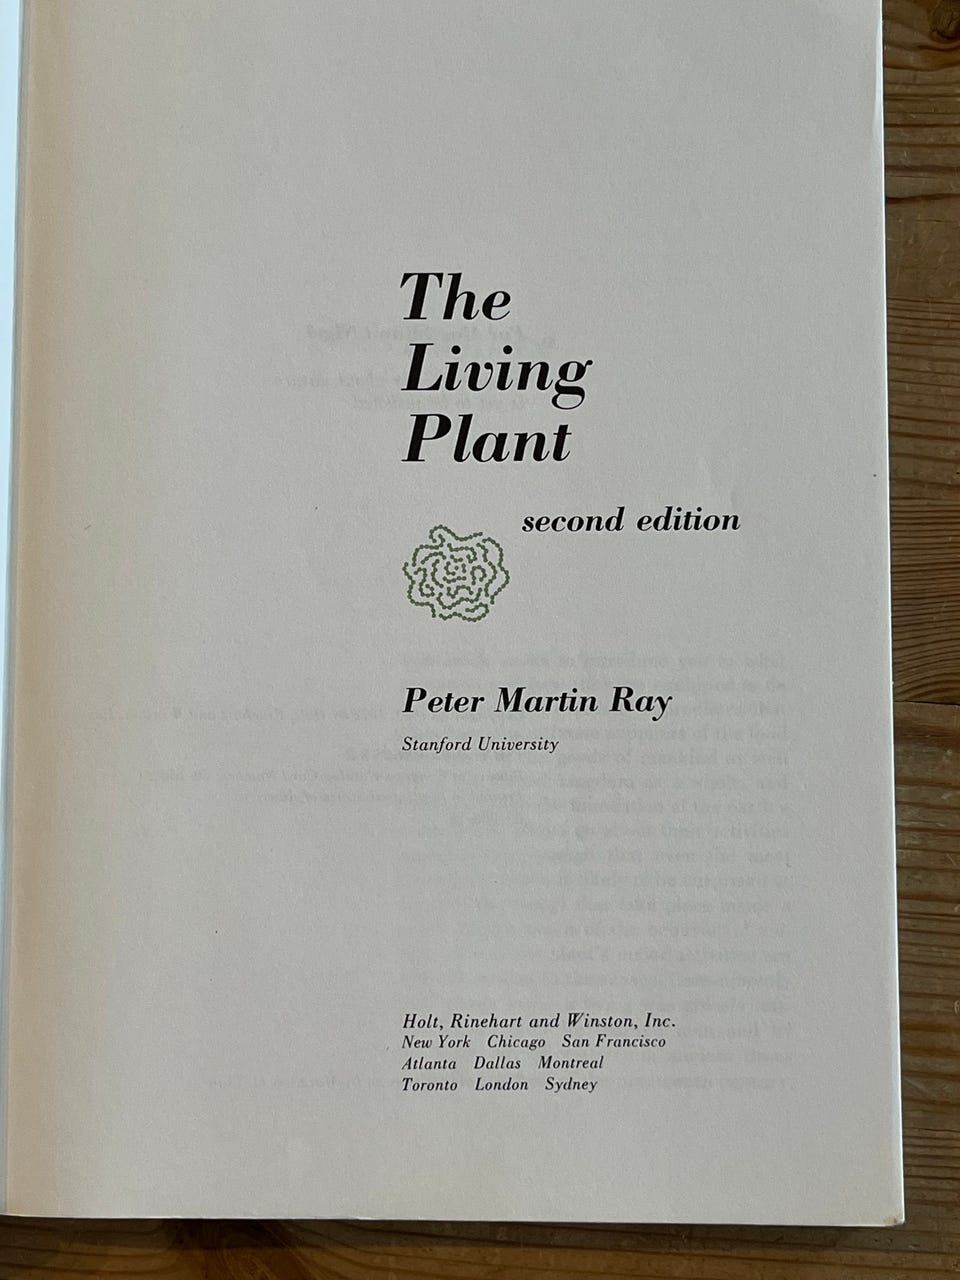 The
Living
Plant
second edition
Peter Martin Ray
Stanford University
Holt, Rinehart and Winston, Inc.
New York Chicago San Francisco
Atlanta Dallas Montreal
Toronto London Sydney